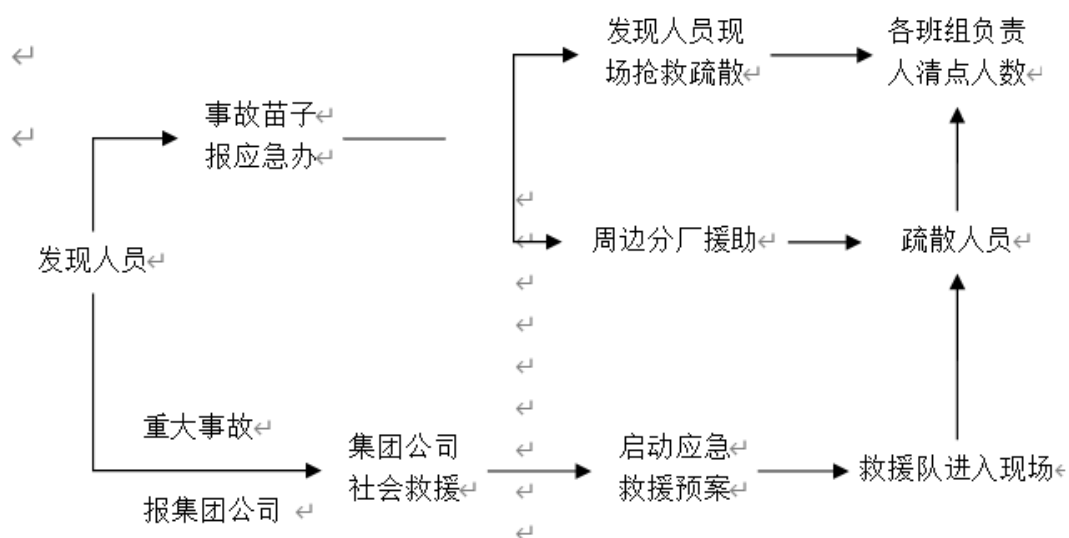 发现人员现
场抢救疏散
各班组负责
人清点人数
事故苗子
报应急办
周边分厂援助
疏散人员
发现人员
重大事故
报集团公司
集团公司
社会救援
启动应急
救援预案
救援队进入现场